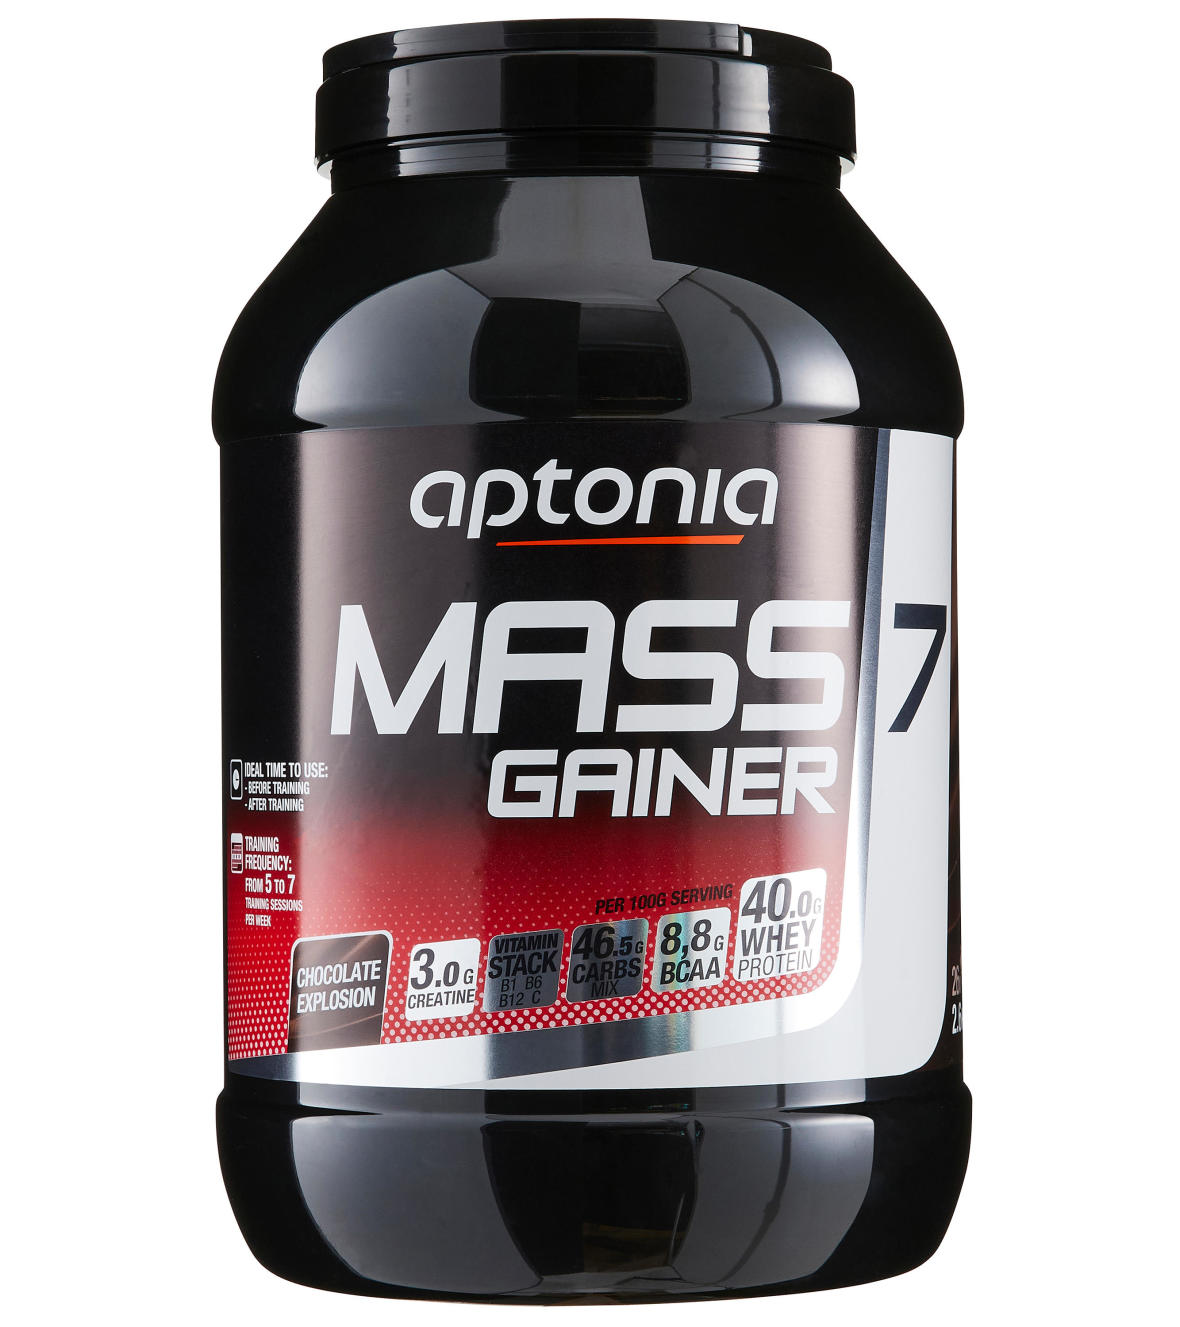 aptonia
MASS 7
GAINER
IDEAL TIME TO USE:
- BEFORE TRAINING
- AFTER TRAINING
TRAINING
FREQUENCY:
FROM 5 TO 7
TRAINING SESSIONS
PER WEEK
PER 100G SERVING
CHOCOLATE
EXPLOSION
3.0G
CREATINE
VITAMIN
STACK
B1 B6
B12 C
46.5G
CARBS
MIX
8,8G
BCAA
40.0G
WHEY
PROTEIN